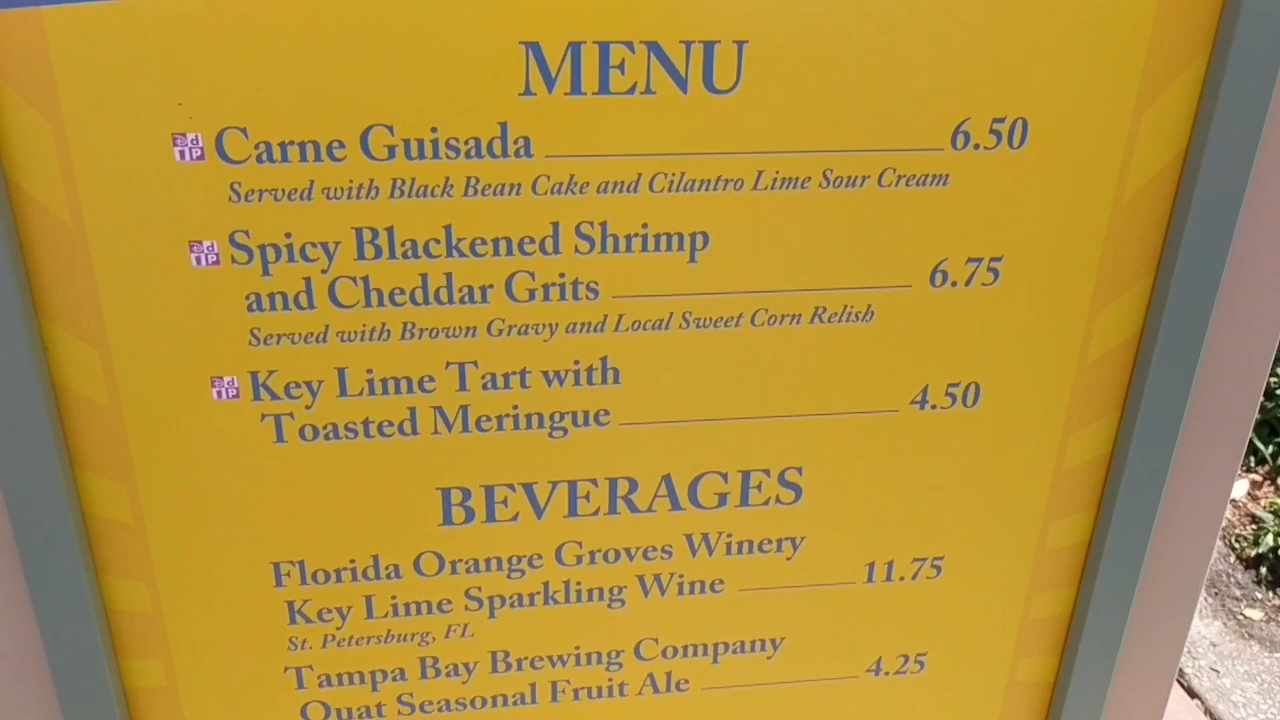 MENU
Carne Guisada 6.50
Served with Black Bean Cake and Cilantro Lime Sour Cream
Spicy Blackened Shrimp
and Cheddar Grits 6.75
Served with Brown Gravy and Local Sweet Corn Relish
Key Lime Tart with
Toasted Meringue 4.50
BEVERAGES
Florida Orange Groves Winery
Key Lime Sparkling Wine 11.75
St. Petersburg, FL
Tampa Bay Brewing Company
Quat Seasonal Fruit Ale 4.25